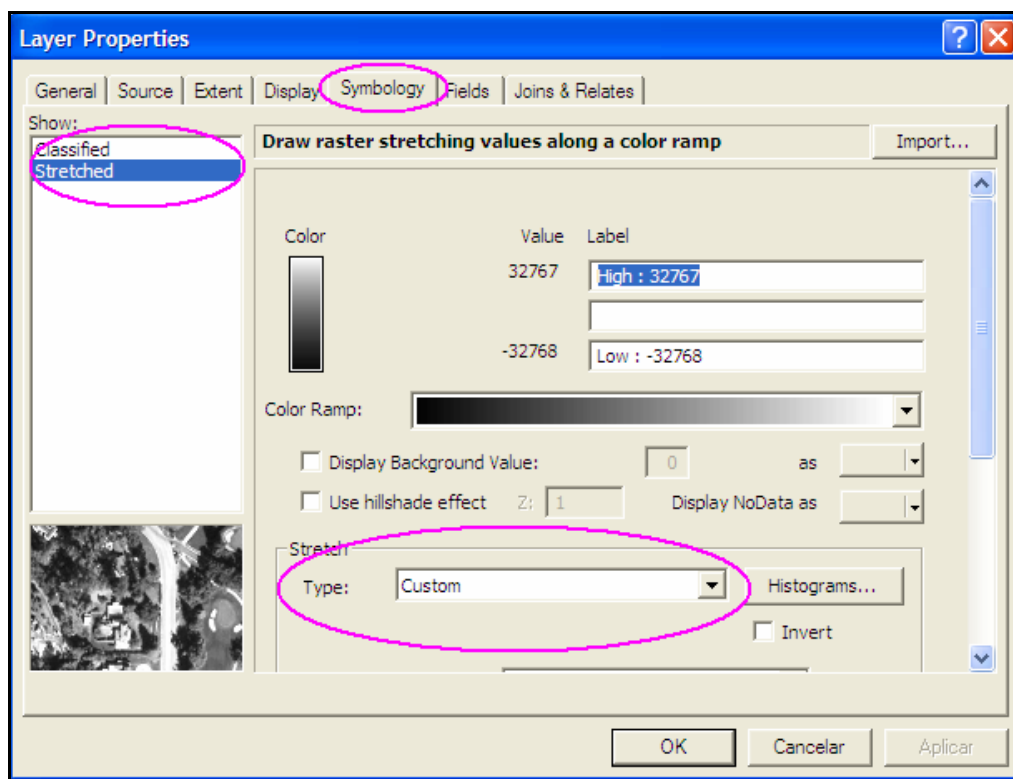 Layer Properties
General Source Extent Display Symbology Fields Joins & Relates
Show:
Classified
Stretched
Draw raster stretching values along a color ramp
Import...
Color Value Label
32767 High : 32767
-32768 Low : -32768
Color Ramp:
Display Background Value: 0 as
Use hillshade effect Z: 1 Display NoData as
Stretch
Type: Custom Histograms...
Invert
OK Cancelar Aplicar